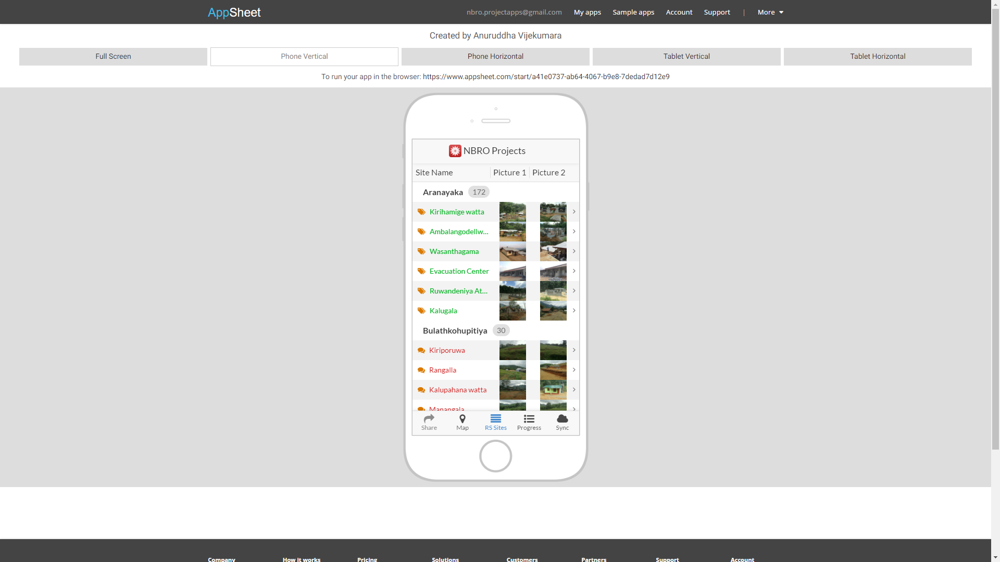 AppSheet
nbro.projectapps@gmail.com My apps Sample apps Account Support | More
Created by Anuruddha Vijekumara
Full Screen Phone Vertical Phone Horizontal Tablet Vertical Tablet Horizontal
To run your app in the browser: https://www.appsheet.com/start/a41e0737-ab64-4067-b9e8-7dedad7d12e9
NBRO Projects
Site Name Picture 1 Picture 2
Aranayaka 172
Kirihamige watta
Ambalangodellw...
Wasanthagama
Evacuation Center
Ruwandeniya At...
Kalugala
Bulathkohupitiya 30
Kiriporuwa
Rangalla
Kalupahana watta
Manangala
Share Map RS Sites Progress Sync
Company How it works Pricing Solutions Customers Partners Support Account